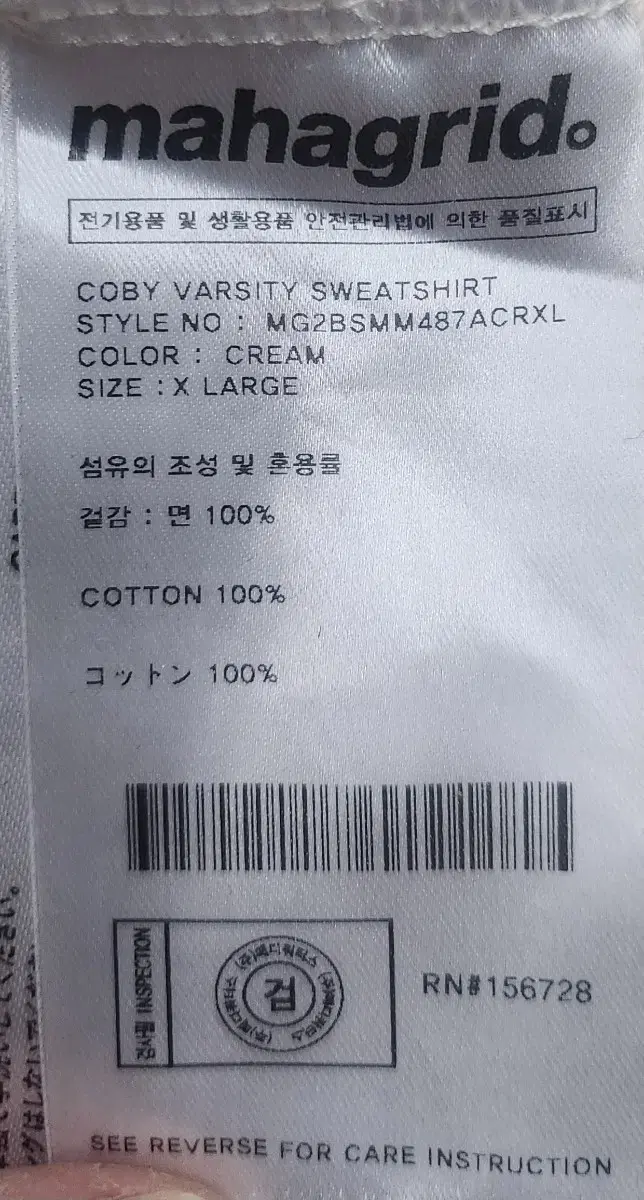 mahagrid
전기용품 및 생활용품 안전관리법에 의한 품질표시
COBY VARSITY SWEATSHIRT
STYLE NO : MG2BSMM487ACRXL
COLOR : CREAM
SIZE : X LARGE
섬유의 조성 및 혼용률
겉감 : 면 100%
COTTON 100%
コットン 100%
검사필 INSPECTION
검
RN#156728
SEE REVERSE FOR CARE INSTRUCTION